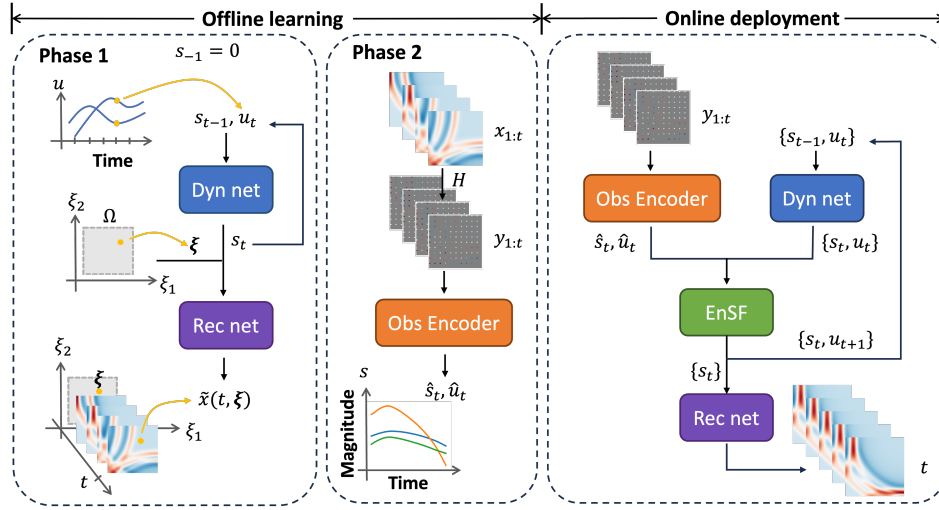 Offline learning
Online deployment
Phase 1
s₋₁ = 0
u
Time
sₜ₋₁, uₜ
Dyn net
ξ₂
Ω
ξ
ξ₁
sₜ
Rec net
ξ₂
ξ
x̃(t, ξ)
ξ₁
t
Phase 2
x₁:ₜ
H
y₁:ₜ
Obs Encoder
s
ŝₜ, ûₜ
Magnitude
Time
y₁:ₜ
{sₜ₋₁, uₜ}
Obs Encoder
Dyn net
ŝₜ, ûₜ
{sₜ, uₜ}
EnSF
{sₜ, uₜ₊₁}
{sₜ}
Rec net
t